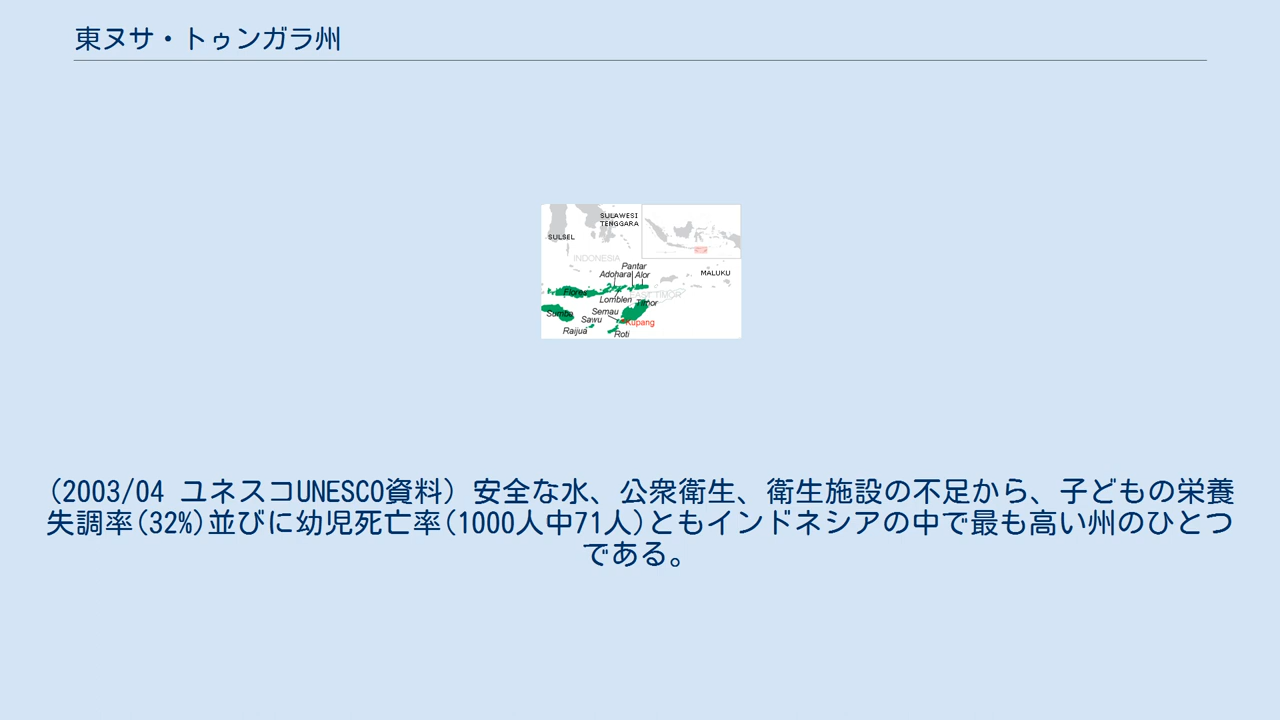 東ヌサ・トゥンガラ州
SULAWESI
TENGGARA
SULSEL
INDONESIA
Pantar
Adohara Alor
MALUKU
Flores
EAST TIMOR
Lomblen
Timor
Sumba
Semau
Sawu
Kupang
Raijua
Roti
(2003/04 ユネスコUNESCO資料) 安全な水、公衆衛生、衛生施設の不足から、子どもの栄養
失調率(32%)並びに幼児死亡率(1000人中71人)ともインドネシアの中で最も高い州のひとつ
である。